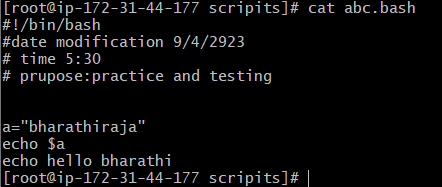 [root@ip-172-31-44-177 scripits]# cat abc.bash
#!/bin/bash
#date modification 9/4/2923
# time 5:30
# prupose:practice and testing
a="bharathiraja"
echo $a
echo hello bharathi
[root@ip-172-31-44-177 scripits]#